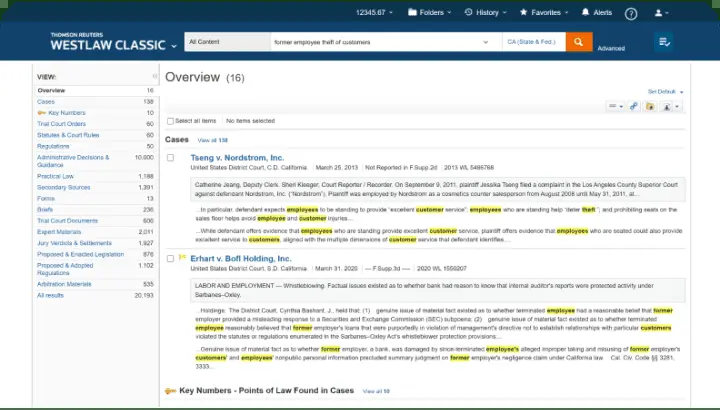 12345.67 Folders History Favorites Alerts ?
THOMSON REUTERS
WESTLAW CLASSIC
All Content former employee theft of customers CA (State & Fed.) Advanced
VIEW:
Overview 16
Cases 138
Key Numbers 10
Trial Court Orders 60
Statutes & Court Rules 60
Regulations 50
Administrative Decisions & Guidance 10,000
Practical Law 1,188
Secondary Sources 1,391
Forms 13
Briefs 236
Trial Court Documents 606
Expert Materials 2,011
Jury Verdicts & Settlements 1,927
Proposed & Enacted Legislation 876
Proposed & Adopted Regulations 1,102
Arbitration Materials 535
All results 20,193
Overview (16)
Set Default
Select all items No items selected
Cases View all 138
Tseng v. Nordstrom, Inc.
United States District Court, C.D. California March 25, 2013 Not Reported in F.Supp.2d 2013 WL
Catherine Jeang, Deputy Clerk. Sheri Kleeger, Court Reporter / Recorder. On September 9, 2011, plaintiff Jessika Tseng filed a complaint in the Los Angeles County Superior Court
against defendant Nordstrom, Inc. ("Nordstrom"). Plaintiff was employed by Nordstrom as a cosmetics counter salesperson from August 2006 until May 31, 2011, at...
...In particular, defendant expects employees to be standing to provide "excellent customer service", employees who are standing help "deter theft"; and prohibiting seats on the
sales floor helps avoid employee and customer injuries....
...While defendant offers evidence that employees who are standing provide excellent customer service, plaintiff offers evidence that employees who are seated could also provide
excellent service to customers, aligned with the multiple dimensions of customer service that defendant identifies....
Erhart v. BofI Holding, Inc.
United States District Court, S.D. California March 31, 2020 --- F.Supp.3d ---- 2020 WL 1550207
LABOR AND EMPLOYMENT — Whistleblowing. Factual issues existed as to whether bank had reason to know that internal auditor's reports were protected activity under
Sarbanes–Oxley.
...Holdings: The District Court, Cynthia Bashant, J., held that: (1) genuine issue of material fact existed as to whether terminated employee had a reasonable belief that former
employer provided a misleading response to a Securities and Exchange Commission (SEC) subpoena; (2) genuine issue of material fact existed as to whether terminated
employee reasonably believed that former employer's bank that were purportedly in violation of management's directive not to establish relationships with particular customers
violated the statutes or regulations enumerated in the Sarbanes–Oxley Act's whistleblower protection provisions;...
...Genuine issue of material fact as to whether former employer, a bank, was damaged by since-terminated employee's alleged improper taking and misusing of former employer's
customers' and employees' nonpublic personal information precluded summary judgment on former employer's negligence claim under California law. Cal. Civ. Code §§ 3281,
3333...
Key Numbers - Points of Law Found in Cases View all 10